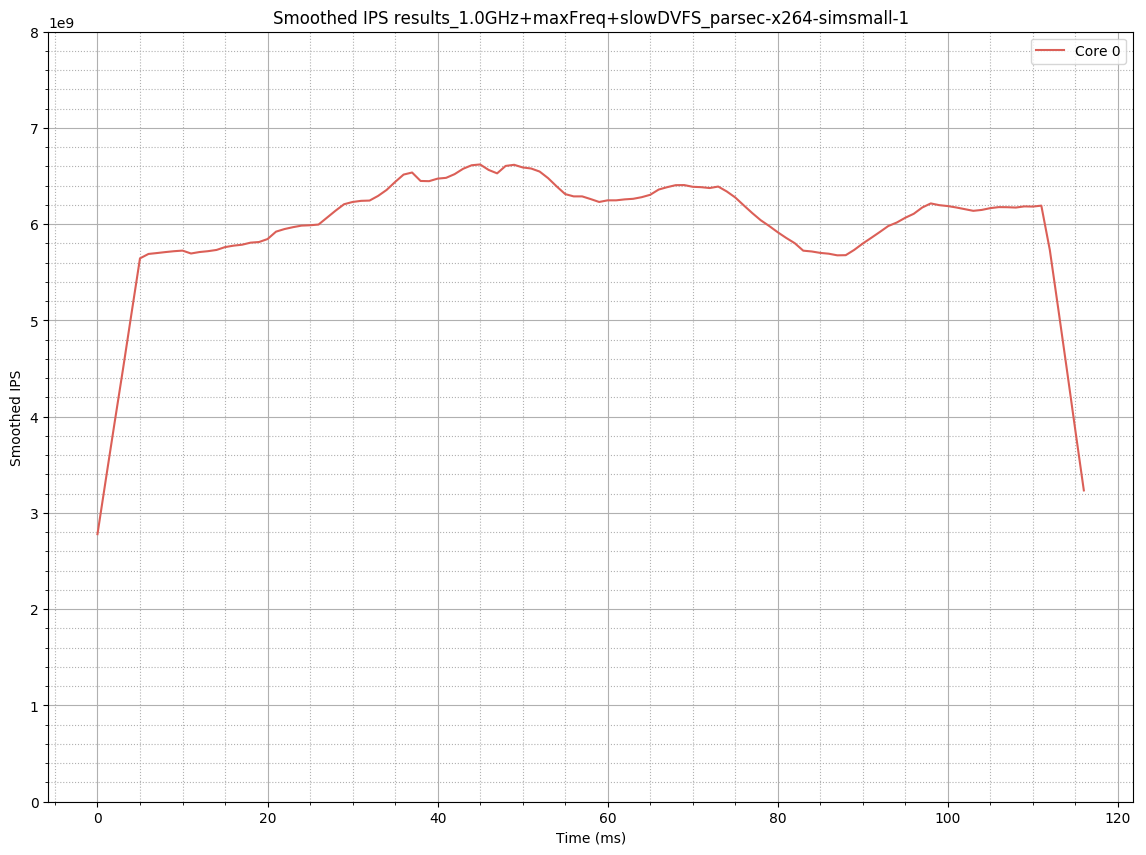 Smoothed IPS results_1.0GHz+maxFreq+slowDVFS_parsec-x264-simsmall-1
1e9
Core 0
8
7
6
5
4
3
2
1
0
Smoothed IPS
0 20 40 60 80 100 120
Time (ms)